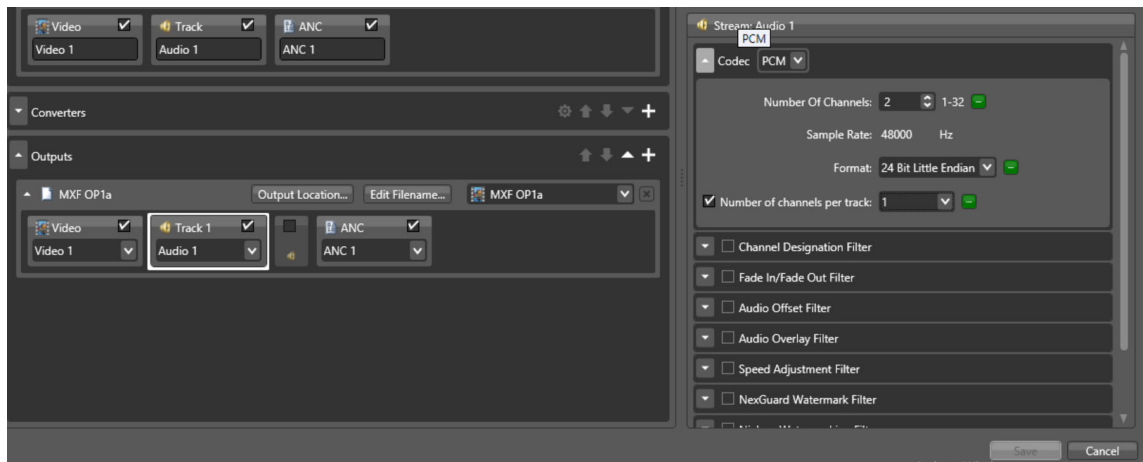 Video
Track
ANC
Video 1
Audio 1
ANC 1
Converters
Outputs
MXF OP1a
Output Location...
Edit Filename...
MXF OP1a
Video
Track 1
ANC
Video 1
Audio 1
ANC 1
Stream: Audio 1
PCM
Codec PCM
Number Of Channels: 2 1-32
Sample Rate: 48000 Hz
Format: 24 Bit Little Endian
Number of channels per track: 1
Channel Designation Filter
Fade In/Fade Out Filter
Audio Offset Filter
Audio Overlay Filter
Speed Adjustment Filter
NexGuard Watermark Filter
Save
Cancel